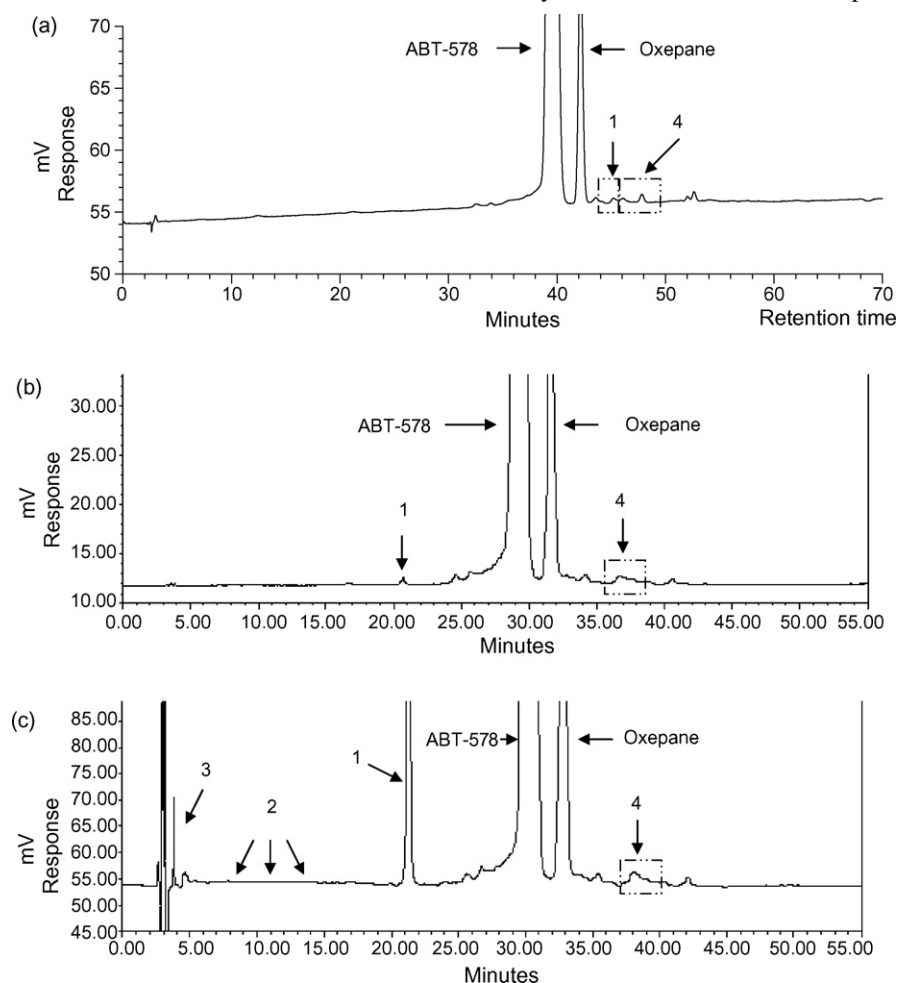 (a)
70
65
60
55
50
mV
Response
ABT-578
Oxepane
1
4
0 10 20 30 40 50 60 70
Minutes
Retention time
(b)
30.00
25.00
20.00
15.00
10.00
mV
Response
ABT-578
Oxepane
1
4
0.00 5.00 10.00 15.00 20.00 25.00 30.00 35.00 40.00 45.00 50.00 55.00
Minutes
(c)
85.00
80.00
75.00
70.00
65.00
60.00
55.00
50.00
45.00
mV
Response
3
2
1
ABT-578
Oxepane
4
0.00 5.00 10.00 15.00 20.00 25.00 30.00 35.00 40.00 45.00 50.00 55.00
Minutes